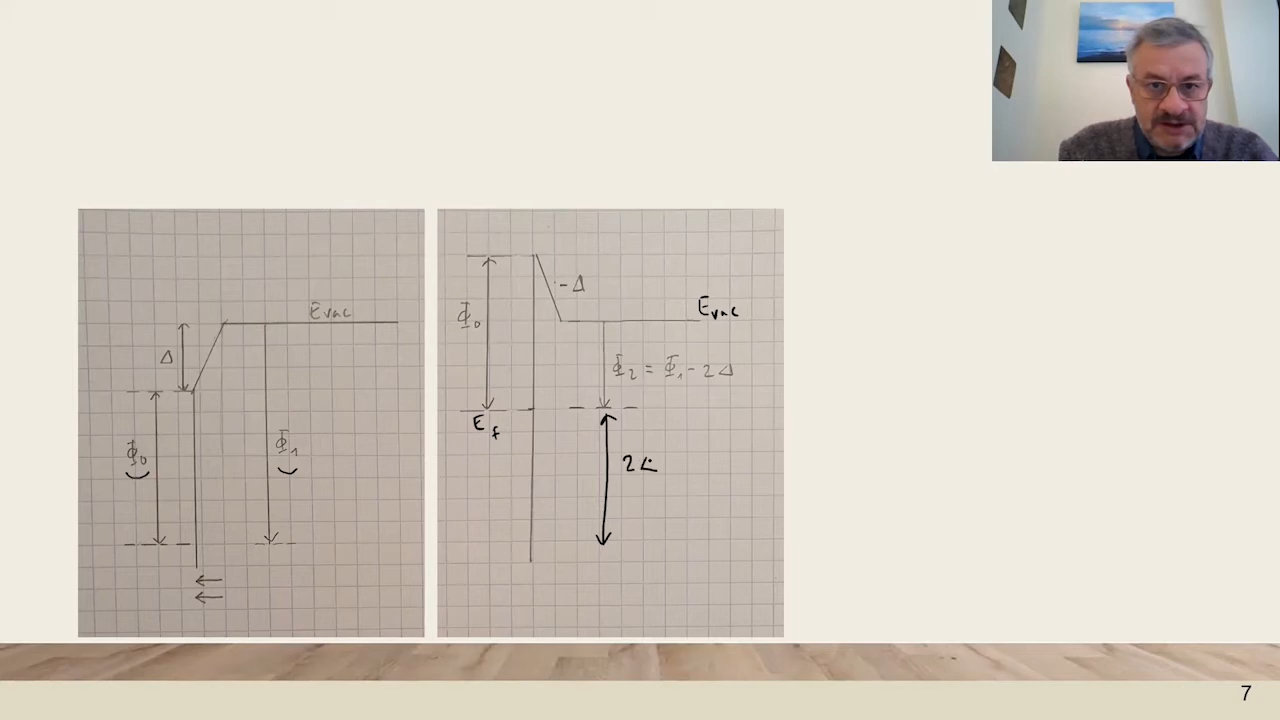 Evac
Δ
Φ₀
Φ₁
-Δ
Φ₀
Evac
Φ₂ = Φ₁ - 2Δ
Ef
7